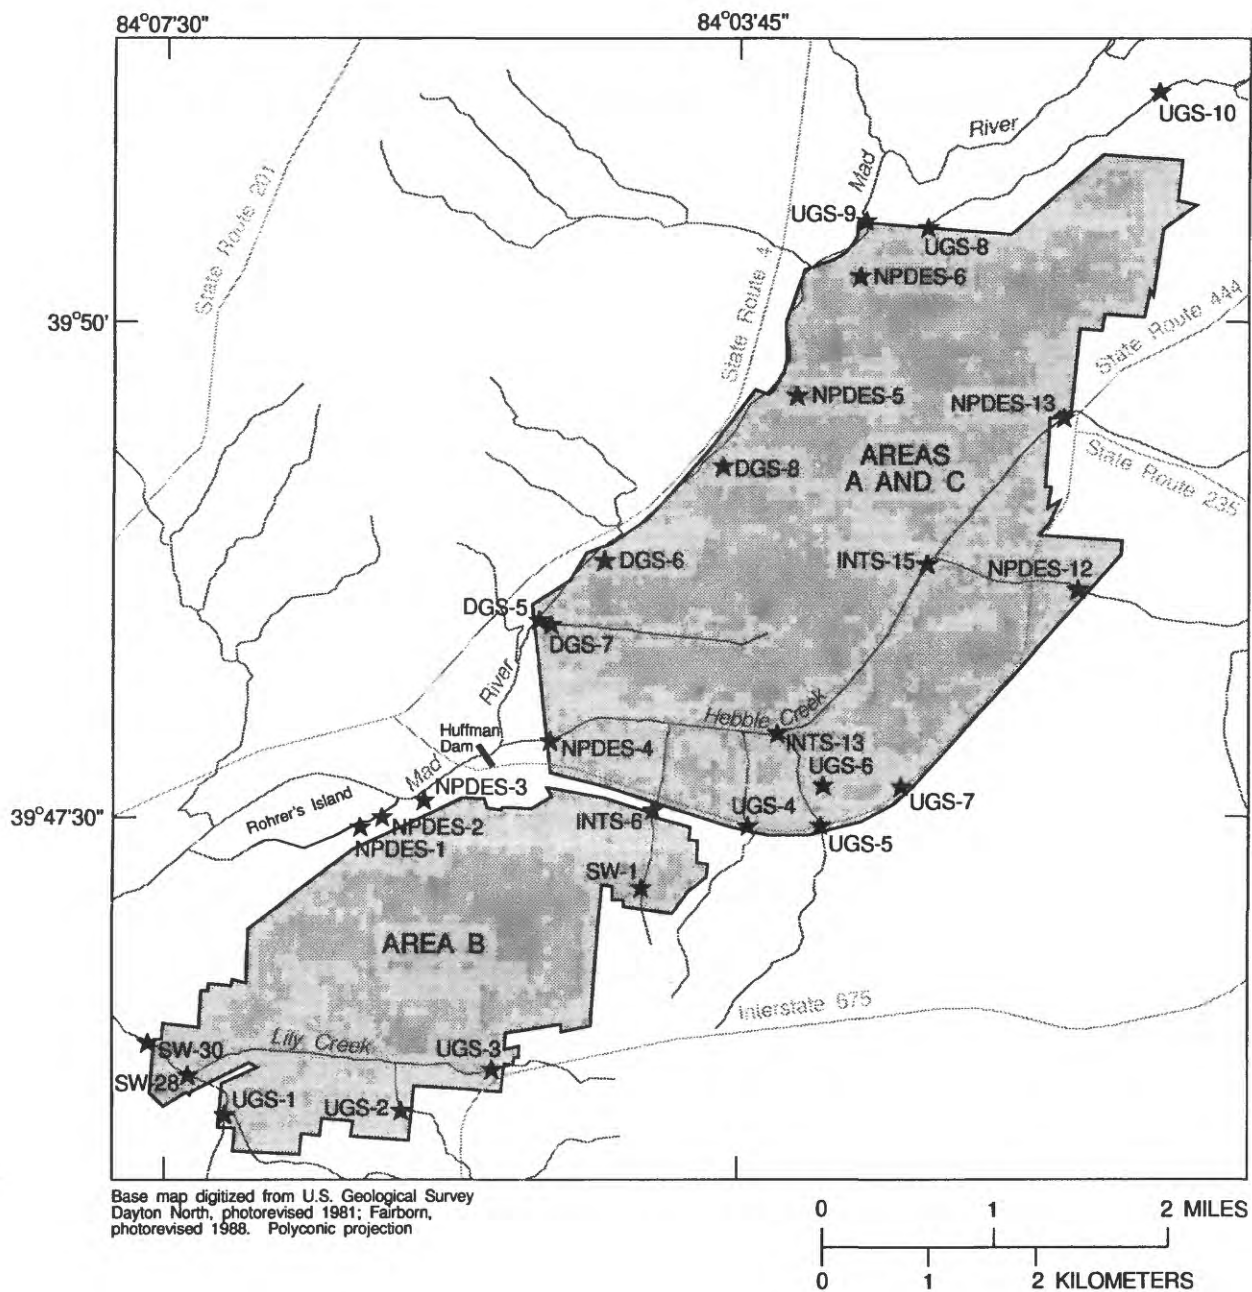 84°07'30"
84°03'45"
UGS-10
River
Mad
State Route 201
UGS-9
UGS-8
State Route 4
NPDES-6
39°50'
State Route 444
NPDES-5
NPDES-13
AREAS
A AND C
DGS-8
State Route 235
DGS-6
INTS-15
NPDES-12
DGS-5
DGS-7
River
Hebble Creek
Huffman
Dam
NPDES-4
INTS-13
UGS-6
Mad
NPDES-3
UGS-7
Rohrer's Island
39°47'30"
NPDES-2
INTS-6
UGS-4
NPDES-1
UGS-5
SW-1
AREA B
Interstate 675
Lily Creek
SW-30
UGS-3
SW-28
UGS-1
UGS-2
Base map digitized from U.S. Geological Survey
Dayton North, photorevised 1981; Fairborn,
photorevised 1988. Polyconic projection
0 1 2 MILES
0 1 2 KILOMETERS